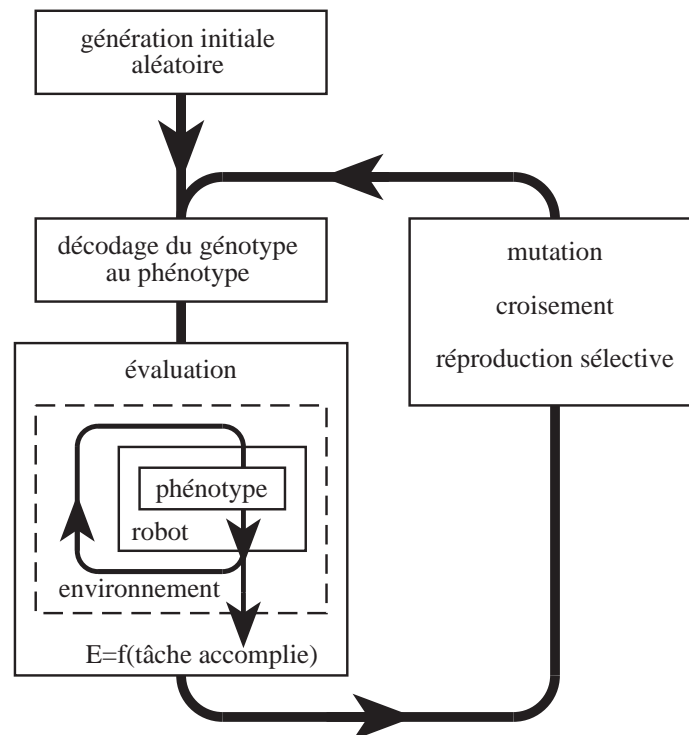 génération initiale
aléatoire
décodage du génotype
au phénotype
mutation
croisement
réproduction sélective
évaluation
phénotype
robot
environnement
E=f(tâche accomplie)